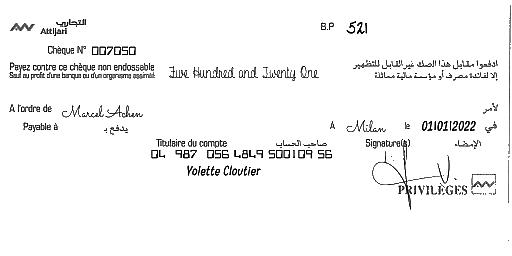 التجاري
Attijari
B.P 521
Chèque N° 007050
Payez contre ce chèque non endossable
Sauf au profit d'une banque ou d'un organisme assimilé
Five Hundred and Twenty One
ادفعوا مقابل هذا الصك غير القابل للتظهير
إلا لفائدة مصرف أو مؤسسة مالية مماثلة
A l'ordre de Marcel Achen لأمر
Payable à يدفع بـ A Milan le 01/01/2022 في
Titulaire du compte صاحب الحساب Signature(s) الإمضاء
04 987 056 4849 500109 56
Yolette Cloutier
PRIVILÈGES